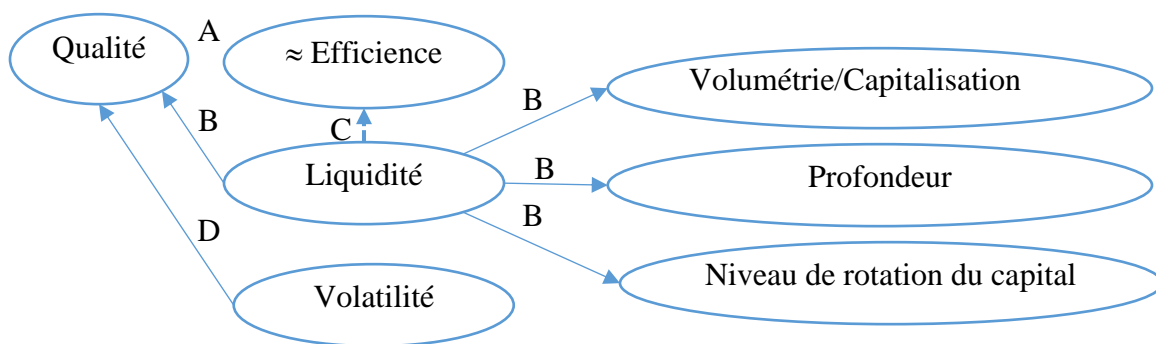 Qualité
A
≈ Efficience
Volumétrie/Capitalisation
B
B
C
Liquidité
B
Profondeur
B
D
Volatilité
Niveau de rotation du capital